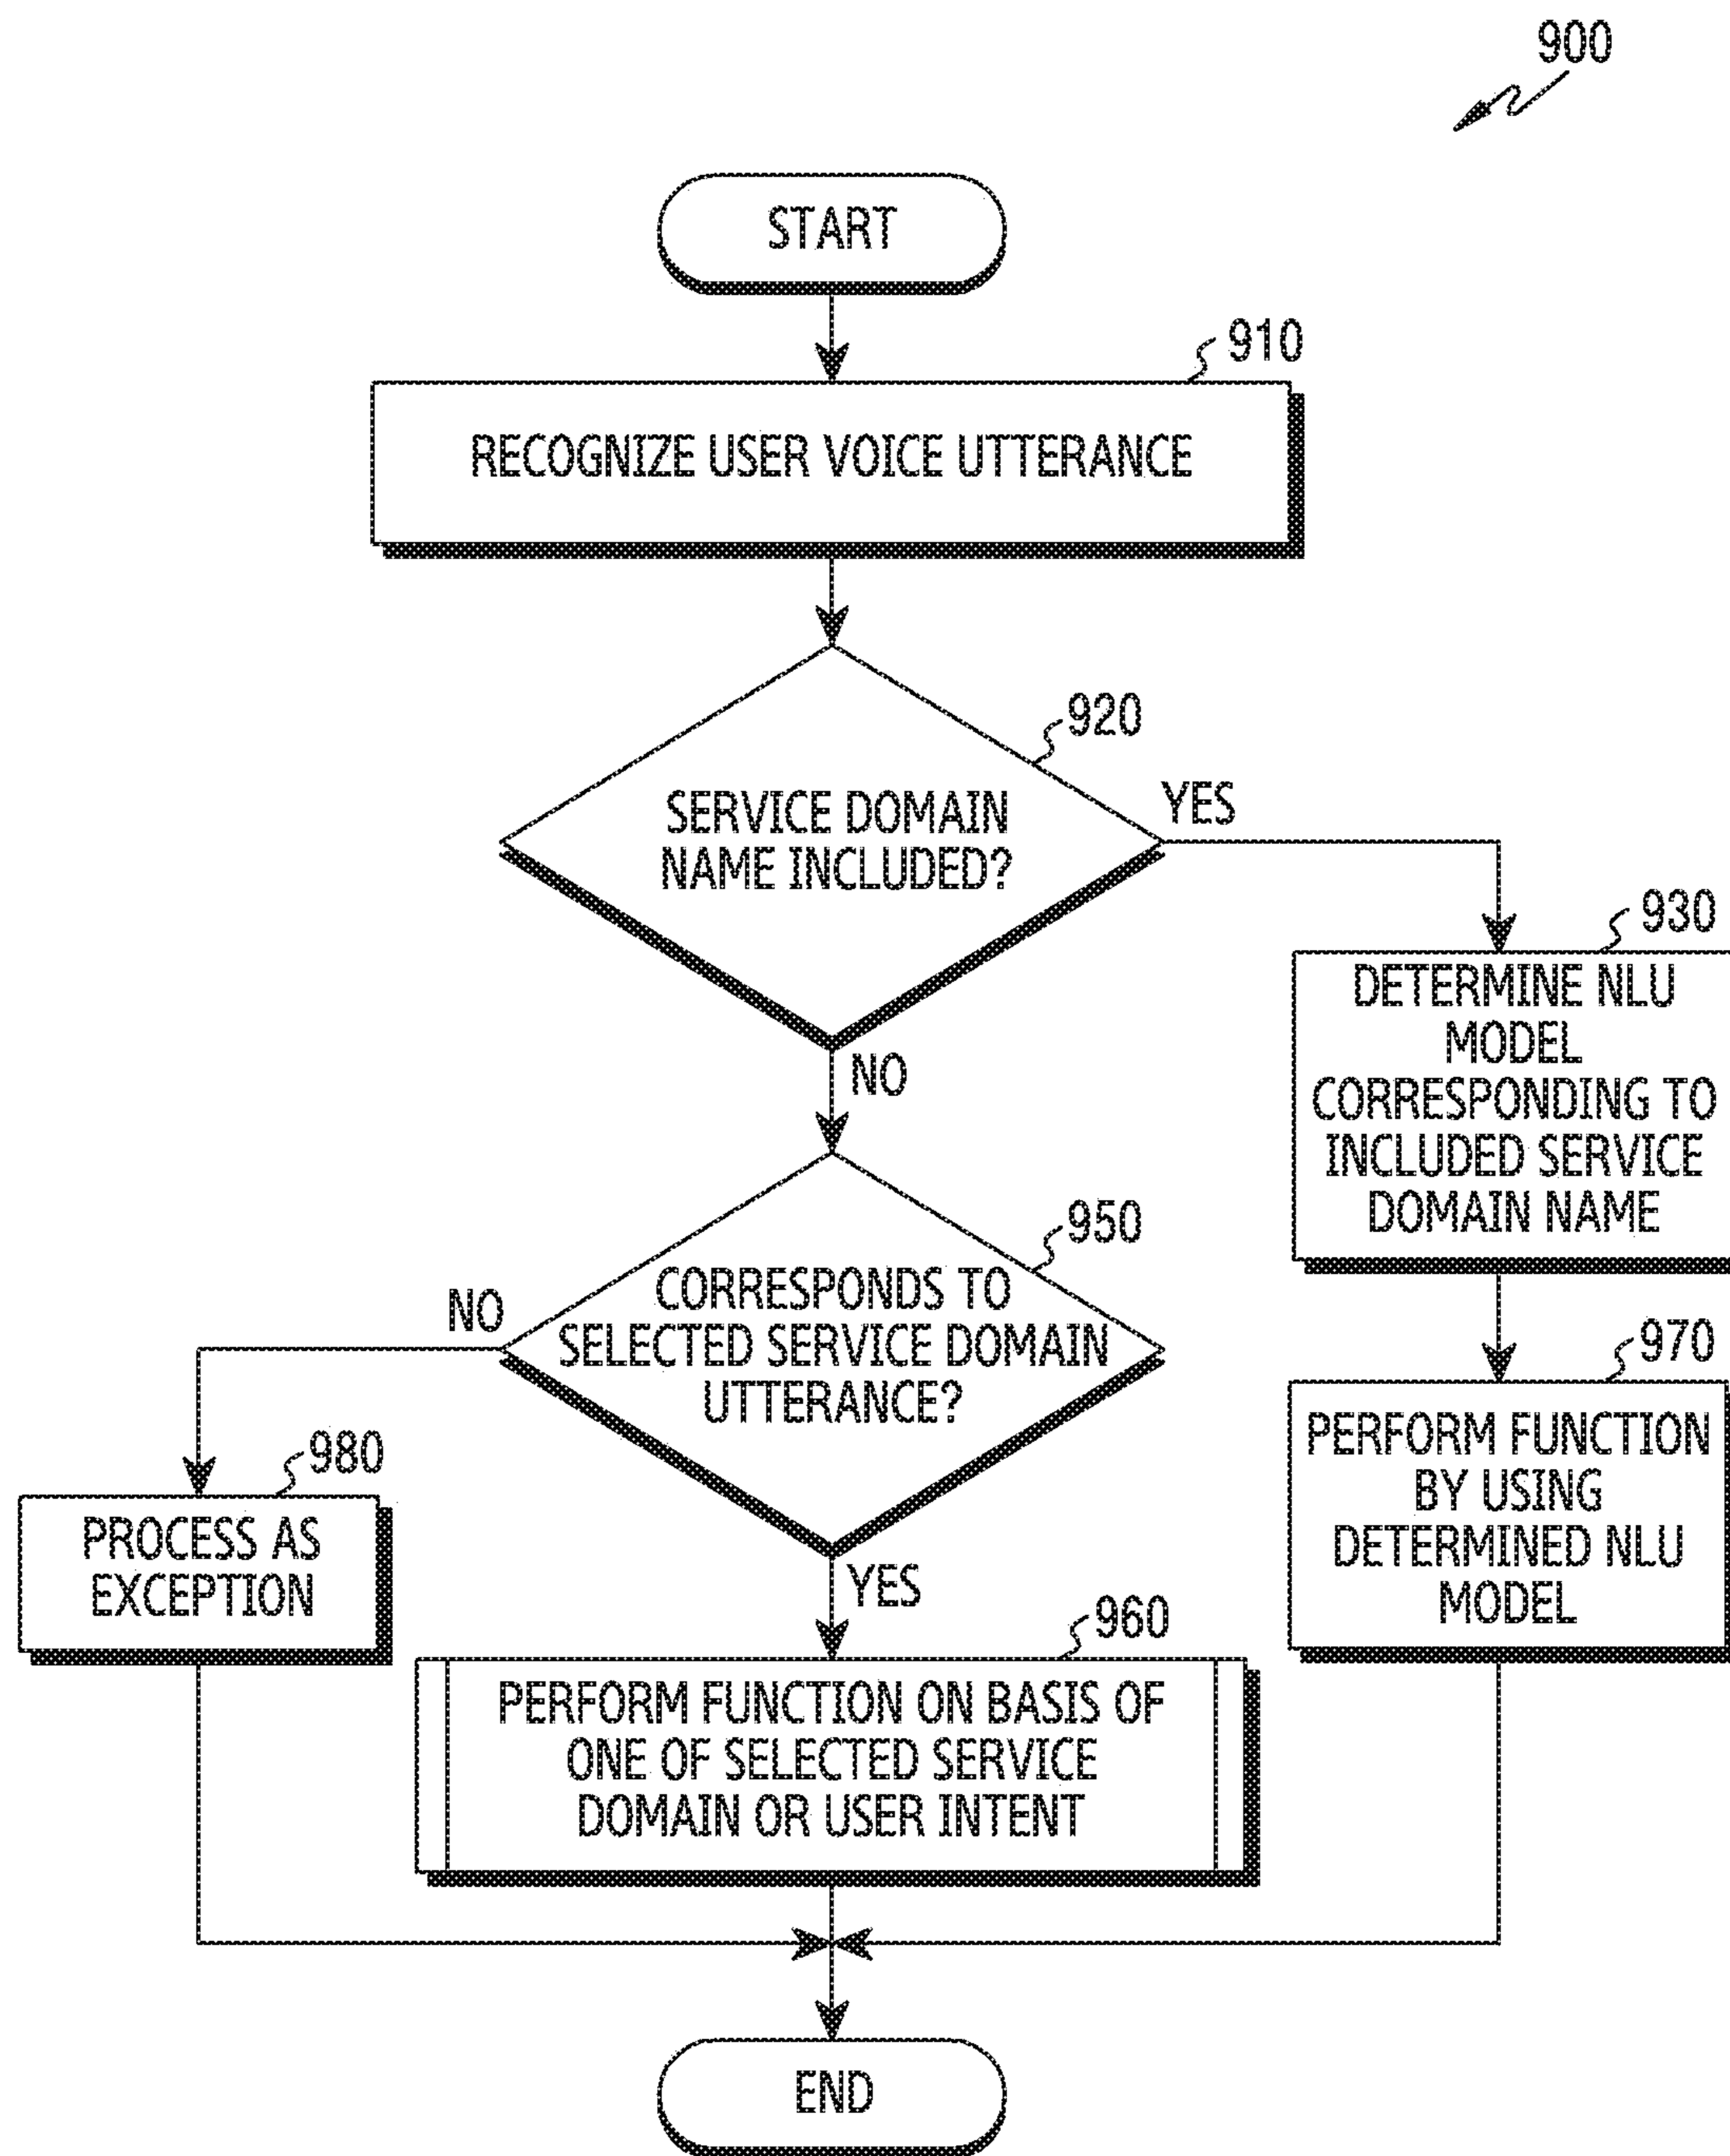 900
START
910
RECOGNIZE USER VOICE UTTERANCE
920
SERVICE DOMAIN
NAME INCLUDED?
YES
NO
930
DETERMINE NLU
MODEL
CORRESPONDING TO
INCLUDED SERVICE
DOMAIN NAME
950
CORRESPONDS TO
SELECTED SERVICE DOMAIN
UTTERANCE?
NO
YES
970
PERFORM FUNCTION
BY USING
DETERMINED NLU
MODEL
980
PROCESS AS
EXCEPTION
960
PERFORM FUNCTION ON BASIS OF
ONE OF SELECTED SERVICE
DOMAIN OR USER INTENT
END